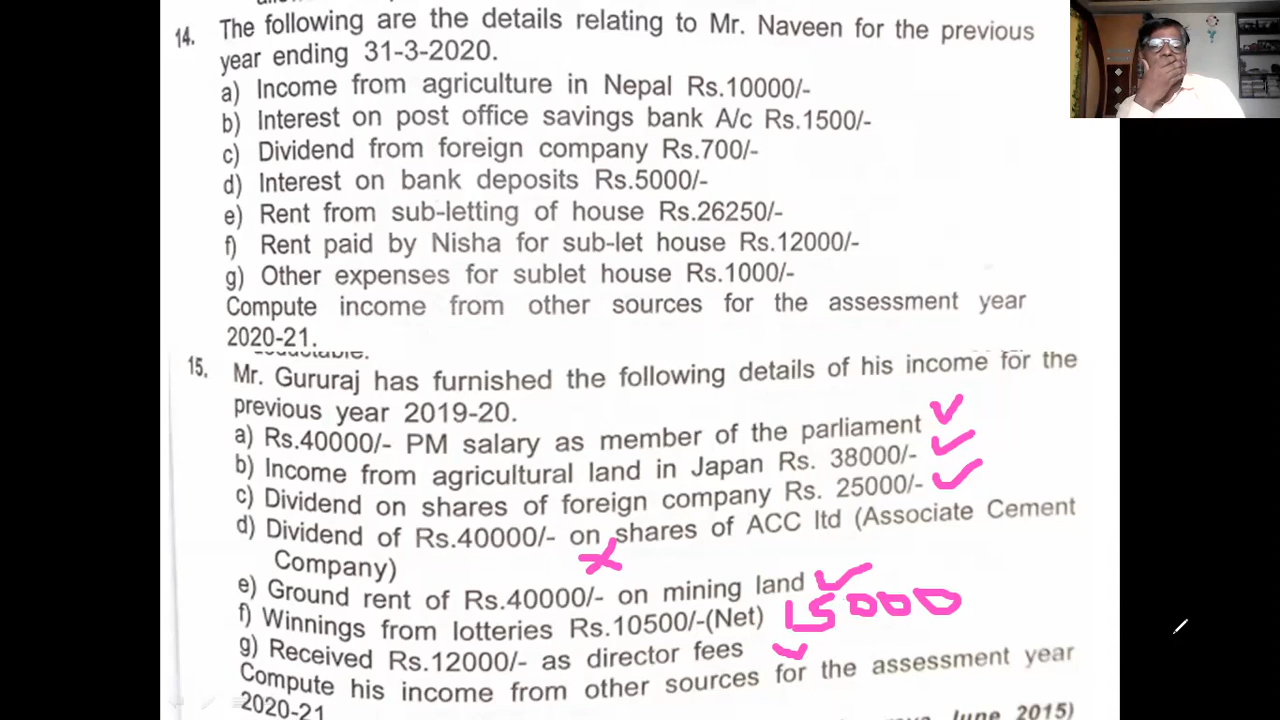 14. The following are the details relating to Mr. Naveen for the previous
year ending 31-3-2020.
a) Income from agriculture in Nepal Rs.10000/-
b) Interest on post office savings bank A/c Rs.1500/-
c) Dividend from foreign company Rs.700/-
d) Interest on bank deposits Rs.5000/-
e) Rent from sub-letting of house Rs.26250/-
f) Rent paid by Nisha for sub-let house Rs.12000/-
g) Other expenses for sublet house Rs.1000/-
Compute income from other sources for the assessment year
2020-21.
15. Mr. Gururaj has furnished the following details of his income for the
previous year 2019-20.
a) Rs.40000/- PM salary as member of the parliament
b) Income from agricultural land in Japan Rs. 38000/-
c) Dividend on shares of foreign company Rs. 25000/-
d) Dividend of Rs.40000/- on shares of ACC ltd (Associate Cement
Company)
e) Ground rent of Rs.40000/- on mining land
f) Winnings from lotteries Rs.10500/-(Net) 15000
g) Received Rs.12000/- as director fees
Compute his income from other sources for the assessment year
2020-21
June 2015)